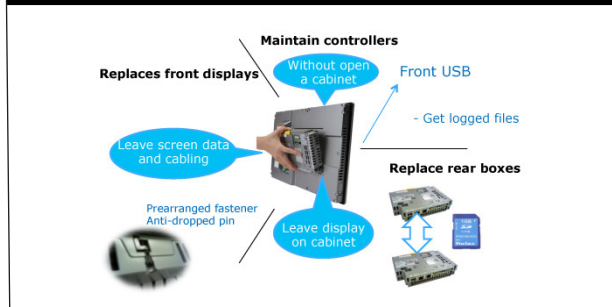 Maintain controllers
Without open
a cabinet
Replaces front displays
Front USB
- Get logged files
Leave screen data
and cabling
Replace rear boxes
Prearranged fastener
Anti-dropped pin
Leave display
on cabinet